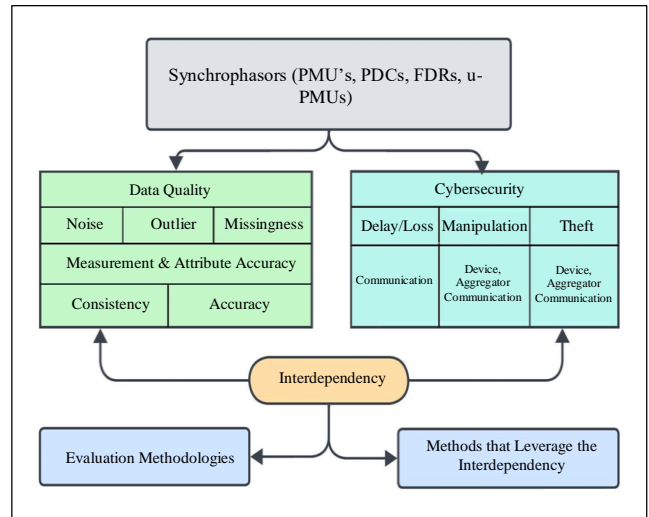 Synchrophasors (PMU's, PDCs, FDRs, u-
PMUs)
Data Quality
Noise Outlier Missingness
Measurement & Attribute Accuracy
Consistency Accuracy
Cybersecurity
Delay/Loss Manipulation Theft
Communication
Device,
Aggregator
Communication
Device,
Aggregator
Communication
Interdependency
Evaluation Methodologies
Methods that Leverage the
Interdependency